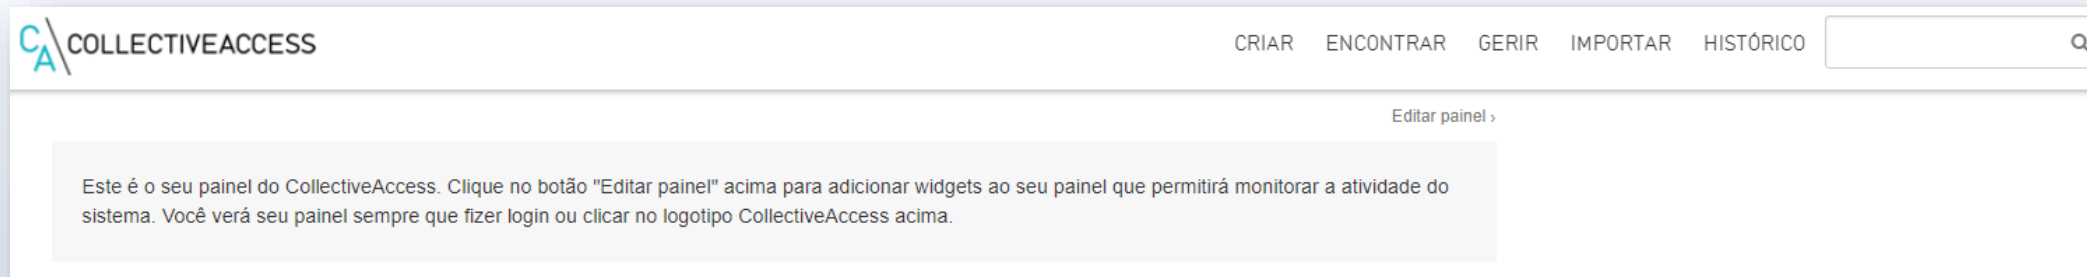 CA COLLECTIVEACCESS
CRIAR ENCONTRAR GERIR IMPORTAR HISTÓRICO
Editar painel ›
Este é o seu painel do CollectiveAccess. Clique no botão "Editar painel" acima para adicionar widgets ao seu painel que permitirá monitorar a atividade do
sistema. Você verá seu painel sempre que fizer login ou clicar no logotipo CollectiveAccess acima.